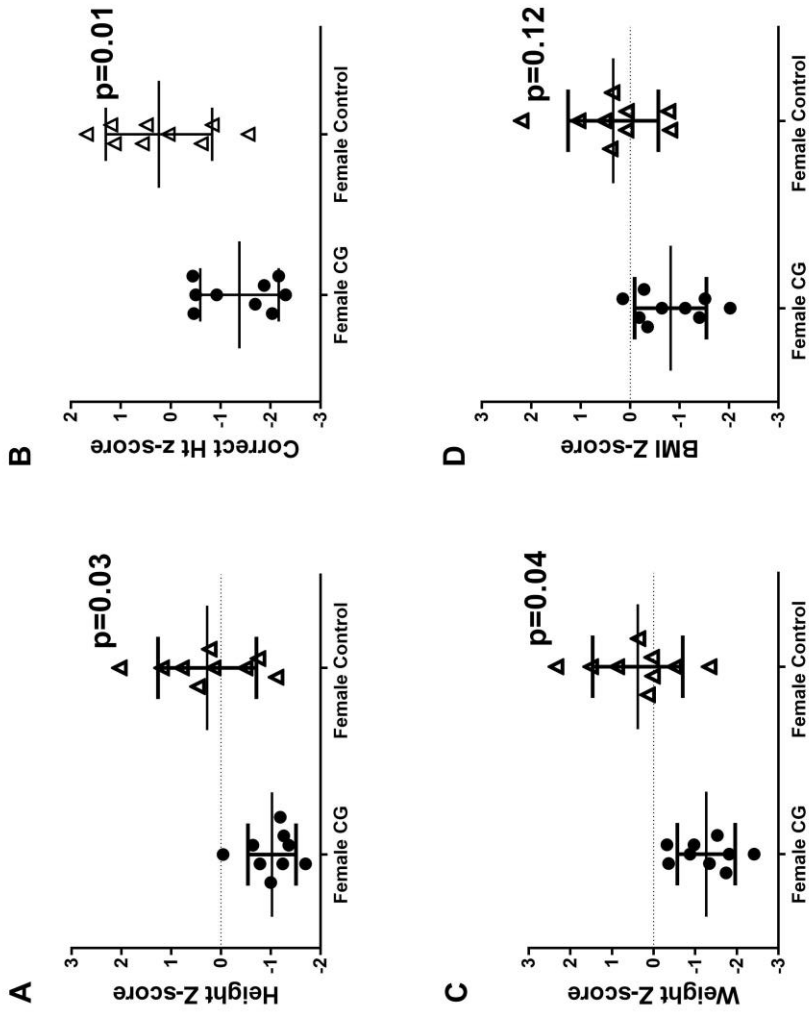 A
p=0.03
Height Z-score
3
2
1
0
-1
-2
Female CG
Female Control
B
p=0.01
Correct Ht z-score
2
1
0
-1
-2
-3
Female CG
Female Control
C
p=0.04
Weight Z-score
3
2
1
0
-1
-2
-3
Female CG
Female Control
D
p=0.12
BMI Z-score
3
2
1
0
-1
-2
-3
Female CG
Female Control